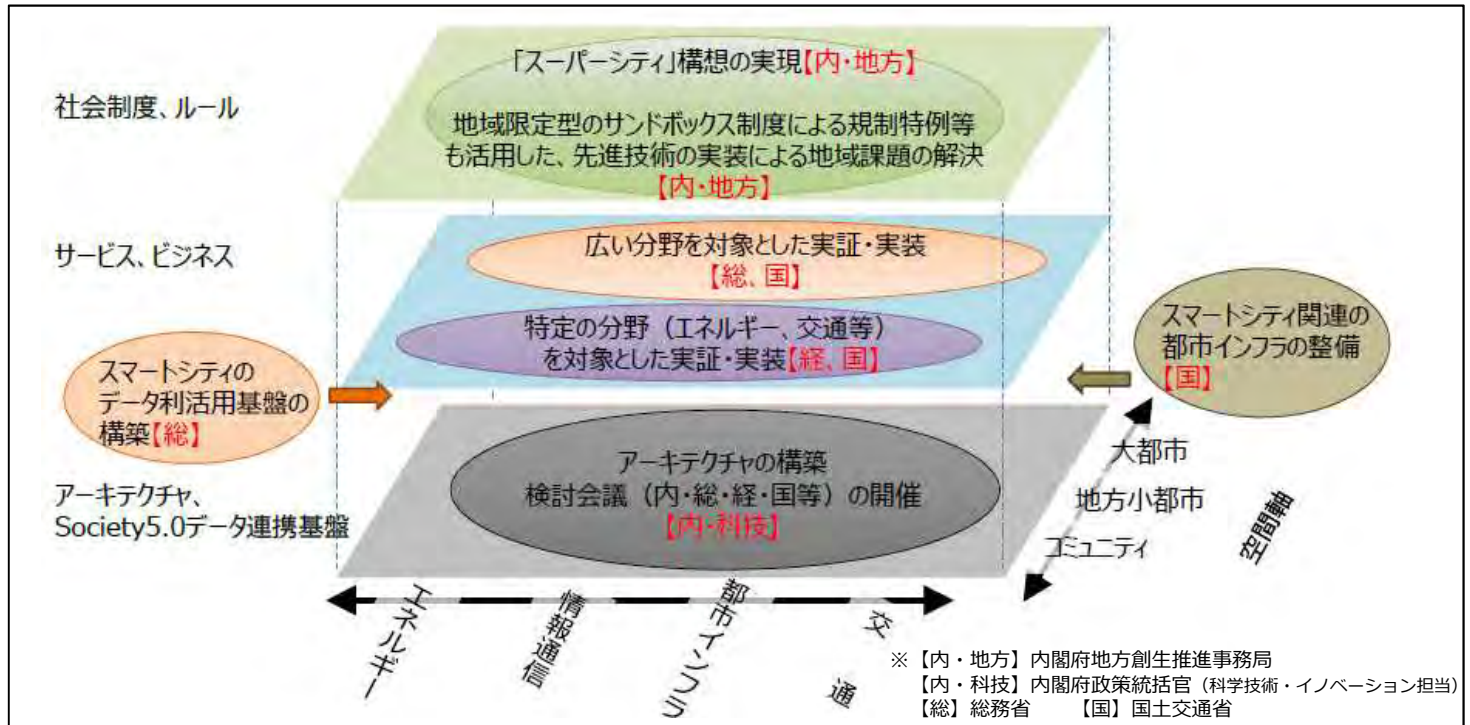 「スーパーシティ」構想の実現【内・地方】
社会制度、ルール
地域限定型のサンドボックス制度による規制特例等
も活用した、先進技術の実装による地域課題の解決
【内・地方】
サービス、ビジネス
広い分野を対象とした実証・実装
【総、国】
特定の分野（エネルギー、交通等）
を対象とした実証・実装【経、国】
スマートシティ関連の
都市インフラの整備
【国】
スマートシティの
データ利活用基盤の
構築【総】
アーキテクチャの構築
検討会議（内・総・経・国等）の開催
【内・科技】
アーキテクチャ、
Society5.0データ連携基盤
大都市
地方小都市
コミュニティ
空間軸
エネルギー
情報通信
都市インフラ
交通
※【内・地方】内閣府地方創生推進事務局
【内・科技】内閣府政策統括官（科学技術・イノベーション担当）
【総】総務省　　【国】国土交通省